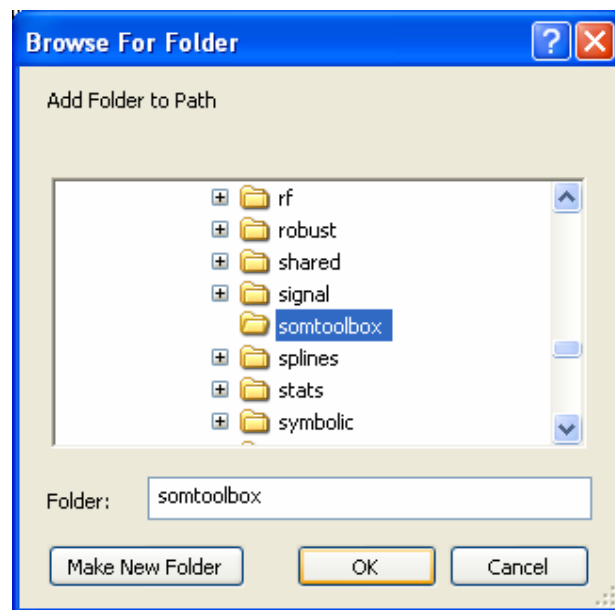 Browse For Folder
Add Folder to Path
rf
robust
shared
signal
somtoolbox
splines
stats
symbolic
Folder: somtoolbox
Make New Folder OK Cancel